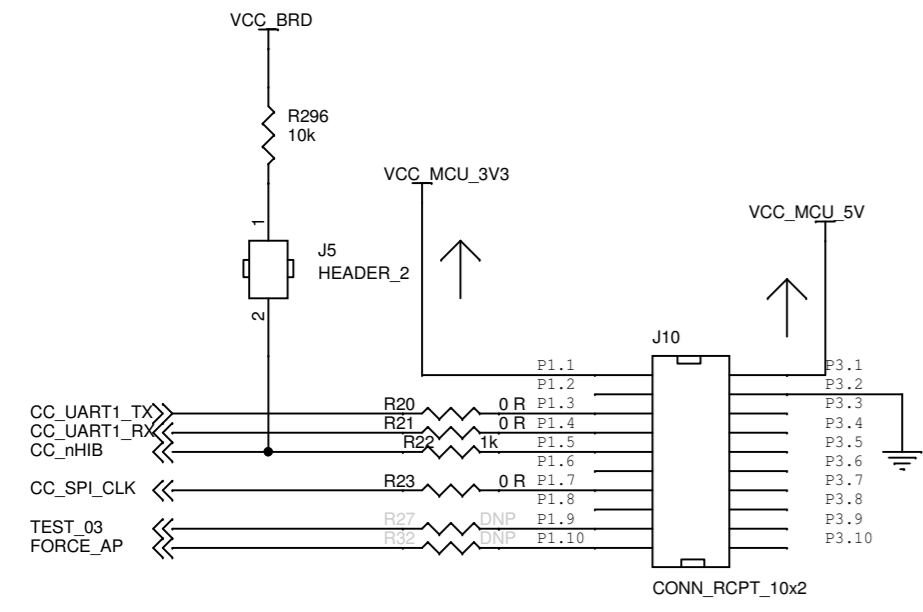 VCC_BRD
R296
10k
VCC_MCU_3V3
VCC_MCU_5V
1
J5
HEADER_2
2
J10
P1.1 P3.1
P1.2 P3.2
CC_UART1_TX R20 0 R P1.3 P3.3
CC_UART1_RX R21 0 R P1.4 P3.4
CC_nHIB R22 1k P1.5 P3.5
P1.6 P3.6
CC_SPI_CLK R23 0 R P1.7 P3.7
P1.8 P3.8
TEST_03 R27 DNP P1.9 P3.9
FORCE_AP R32 DNP P1.10 P3.10
CONN_RCPT_10x2